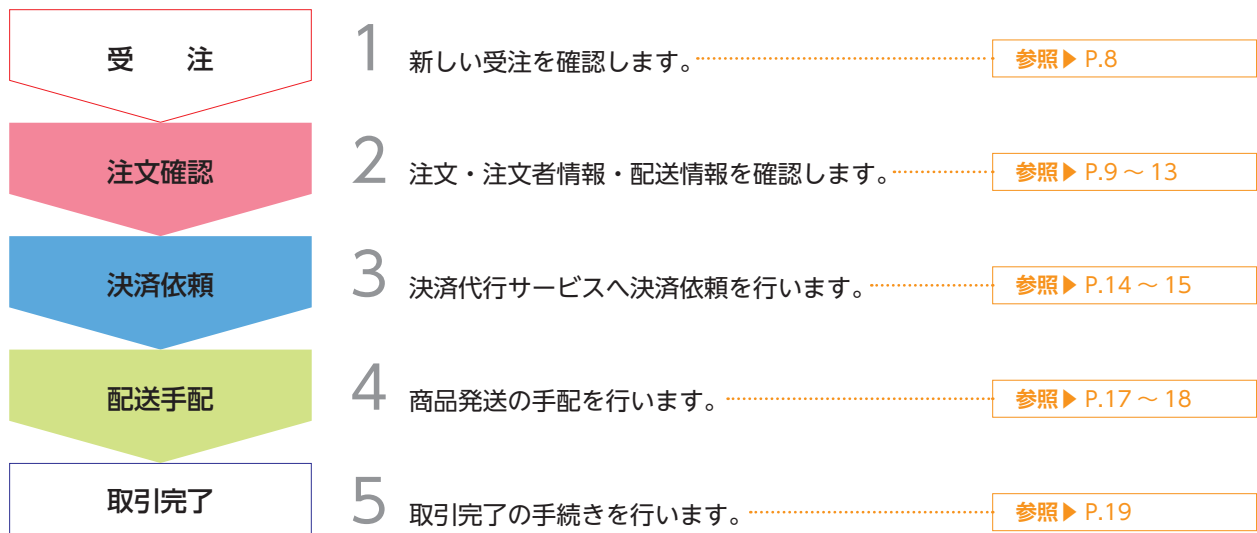 受　注
1 新しい受注を確認します。 参照▶ P.8
注文確認
2 注文・注文者情報・配送情報を確認します。 参照▶ P.9～13
決済依頼
3 決済代行サービスへ決済依頼を行います。 参照▶ P.14～15
配送手配
4 商品発送の手配を行います。 参照▶ P.17～18
取引完了
5 取引完了の手続きを行います。 参照▶ P.19